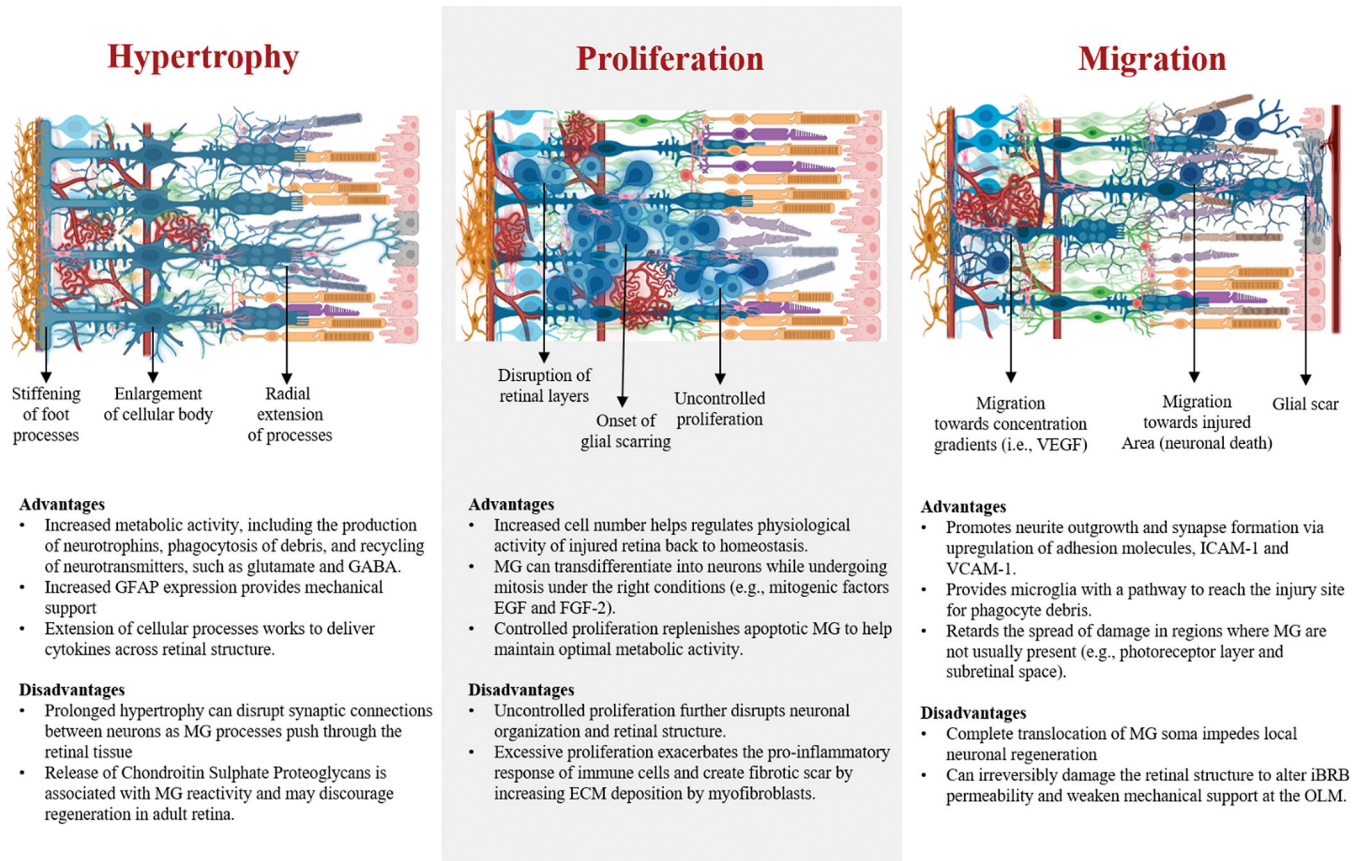 Hypertrophy
Stiffening
of foot
processes
Enlargement
of cellular body
Radial
extension
of processes
Advantages
• Increased metabolic activity, including the production
of neurotrophins, phagocytosis of debris, and recycling
of neurotransmitters, such as glutamate and GABA.
• Increased GFAP expression provides mechanical
support
• Extension of cellular processes works to deliver
cytokines across retinal structure.
Disadvantages
• Prolonged hypertrophy can disrupt synaptic connections
between neurons as MG processes push through the
retinal tissue
• Release of Chondroitin Sulphate Proteoglycans is
associated with MG reactivity and may discourage
regeneration in adult retina.
Proliferation
Disruption of
retinal layers
Onset of
glial scarring
Uncontrolled
proliferation
Advantages
• Increased cell number helps regulates physiological
activity of injured retina back to homeostasis.
• MG can transdifferentiate into neurons while undergoing
mitosis under the right conditions (e.g., mitogenic factors
EGF and FGF-2).
• Controlled proliferation replenishes apoptotic MG to help
maintain optimal metabolic activity.
Disadvantages
• Uncontrolled proliferation further disrupts neuronal
organization and retinal structure.
• Excessive proliferation exacerbates the pro-inflammatory
response of immune cells and create fibrotic scar by
increasing ECM deposition by myofibroblasts.
Migration
Migration
towards concentration
gradients (i.e., VEGF)
Migration
towards injured
Area (neuronal death)
Glial scar
Advantages
• Promotes neurite outgrowth and synapse formation via
upregulation of adhesion molecules, ICAM-1 and
VCAM-1.
• Provides microglia with a pathway to reach the injury site
for phagocyte debris.
• Retards the spread of damage in regions where MG are
not usually present (e.g., photoreceptor layer and
subretinal space).
Disadvantages
• Complete translocation of MG soma impedes local
neuronal regeneration
• Can irreversibly damage the retinal structure to alter iBRB
permeability and weaken mechanical support at the OLM.